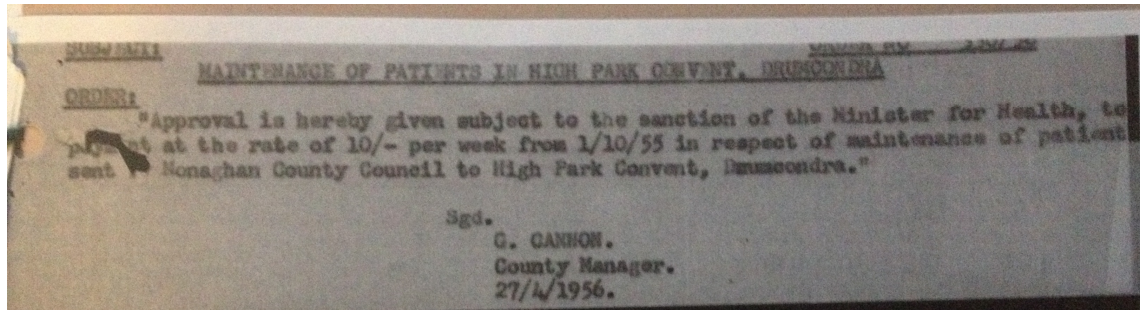 SUBJECT:
MAINTENANCE OF PATIENTS IN HIGH PARK CONVENT, DRUMCONDRA
ORDER:
"Approval is hereby given subject to the sanction of the Minister for Health, to
at the rate of 10/- per week from 1/10/55 in respect of maintenance of patient
sent Monaghan County Council to High Park Convent, Drumcondra."
Sgd.
G. CANNON.
County Manager.
27/4/1956.